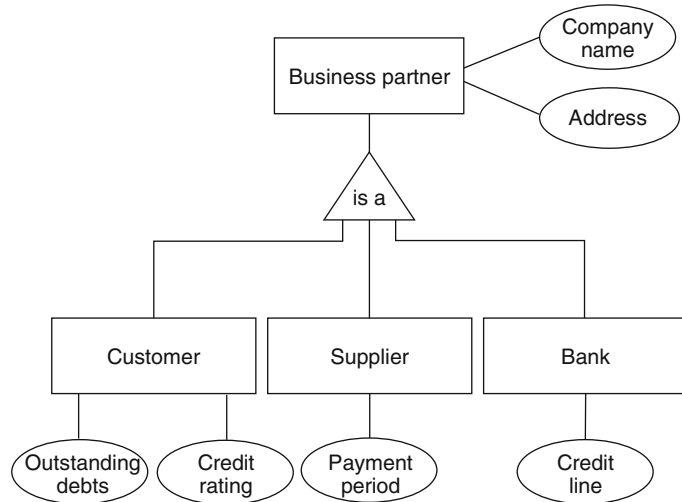 Company
name
Business partner
Address
is a
Customer
Supplier
Bank
Outstanding
debts
Credit
rating
Payment
period
Credit
line